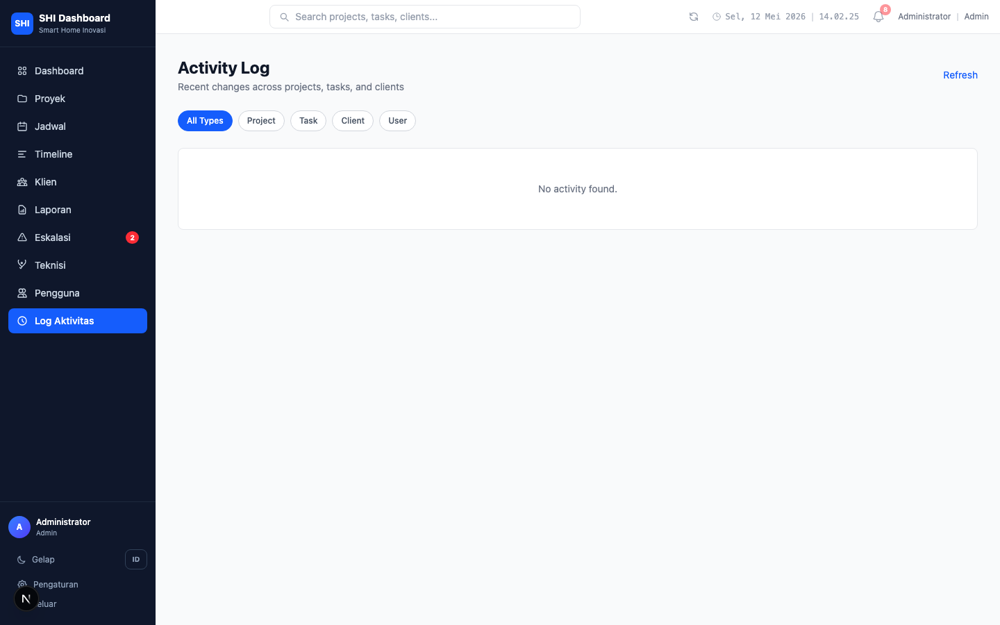 SHI
SHI Dashboard
Smart Home Inovasi
Search projects, tasks, clients...
Sel, 12 Mei 2026 | 14.02.25
8
Administrator | Admin
Dashboard
Proyek
Jadwal
Timeline
Klien
Laporan
Eskalasi 2
Teknisi
Pengguna
Log Aktivitas
Activity Log
Recent changes across projects, tasks, and clients
Refresh
All Types
Project
Task
Client
User
No activity found.
A
Administrator
Admin
Gelap
ID
Pengaturan
N
eluar